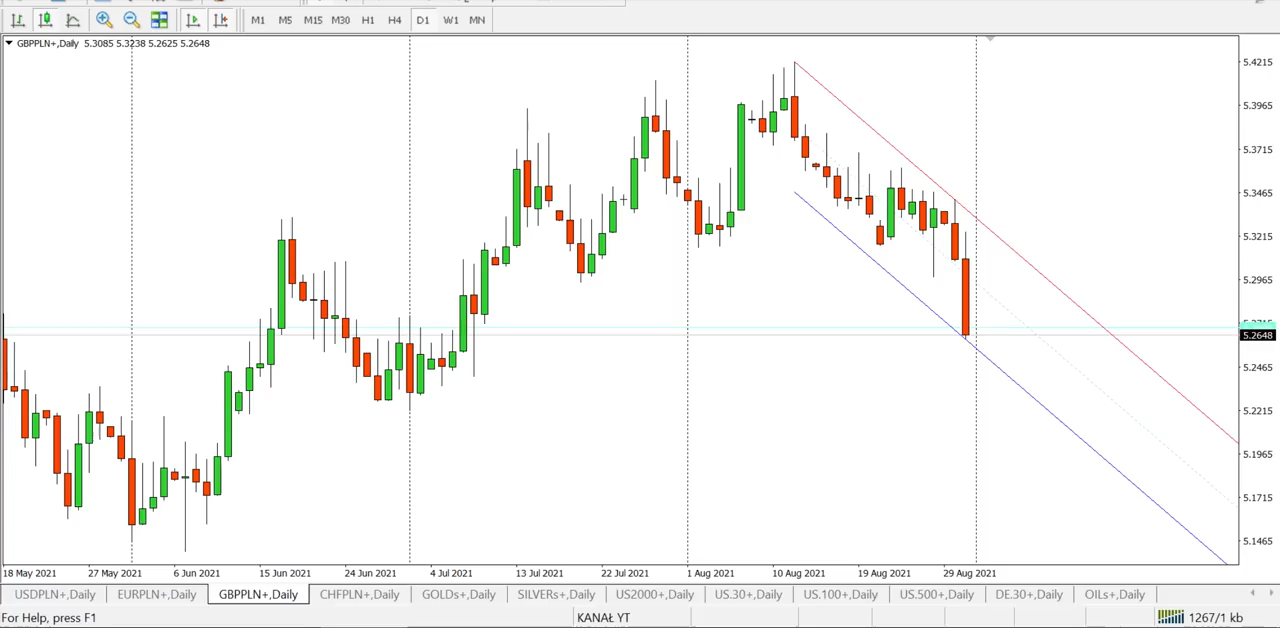 M1 M5 M15 M30 H1 H4 D1 W1 MN
GBPPLN+,Daily 5.3085 5.3238 5.2625 5.2648
5.4215
5.3965
5.3715
5.3465
5.3215
5.2965
5.2648
5.2465
5.2215
5.1965
5.1715
5.1465
18 May 2021 27 May 2021 6 Jun 2021 15 Jun 2021 24 Jun 2021 4 Jul 2021 13 Jul 2021 22 Jul 2021 1 Aug 2021 10 Aug 2021 19 Aug 2021 29 Aug 2021
USDPLN+,Daily EURPLN+,Daily GBPPLN+,Daily CHFPLN+,Daily GOLDs+,Daily SILVERs+,Daily US2000+,Daily US.30+,Daily US.100+,Daily US.500+,Daily DE.30+,Daily OILs+,Daily
For Help, press F1 KANAŁ YT 1267/1 kb